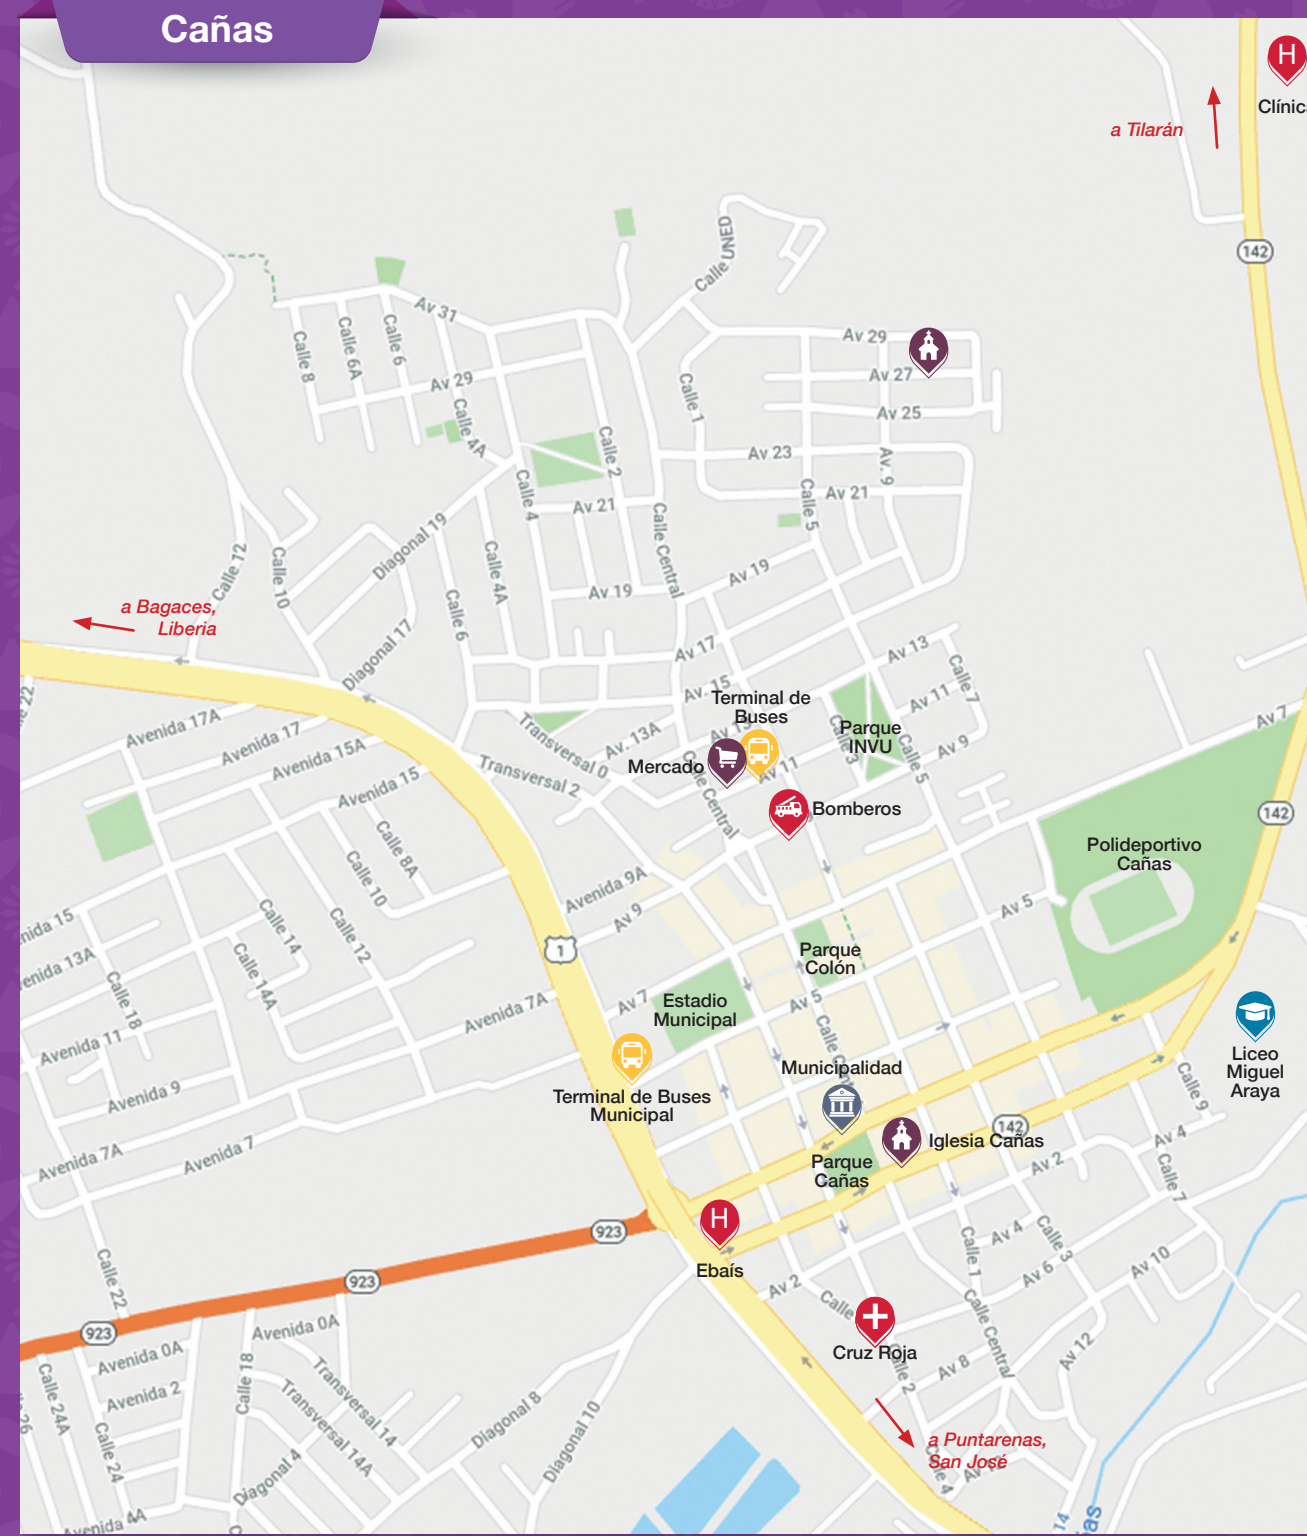 Cañas
H
a Tilarán
142
Calle UNED
Av 31
Av 29
Calle 8
Calle 6A
Calle 6
Av 29
Av 27
Calle 1
Av 25
Calle 4A
Calle 2
Av 23
Av. 9
Calle 4
Av 21
Calle 5
Av 21
Calle Central
Diagonal 19
Calle 12
Calle 10
Calle 4A
Av 19
Av 19
a Bagaces,
Liberia
Calle 6
Diagonal 17
Av 17
Av 13
Calle 7
Av. 15
Terminal de
Buses
Av 11
Avenida 17A
Avenida 17
Avenida 15A
Transversal 0
Av. 13A
Parque
INVU
Calle 5
Av 9
Av 7
Mercado
Av 11
Transversal 2
Avenida 15
Calle Central
Bomberos
142
Polideportivo
Cañas
Calle 8A
Calle 10
Avenida 9A
Av 9
Av 5
Calle 14
Calle 12
1
Parque
Colón
Calle 14A
Calle 18
Avenida 7A
Av 7
Estadio
Municipal
Av 5
Avenida 11
Liceo
Miguel
Araya
Municipalidad
Terminal de Buses
Municipal
Calle 9
Avenida 9
142
Iglesia Cañas
Av 4
Av 2
Avenida 7A
Avenida 7
Parque
Cañas
Calle 7
H
Ebaís
923
Av 4
Calle 3
Calle 1
Av 6
Av 10
Calle 22
923
Av 2
Calle
Calle Central
923
Avenida 0A
Avenida 0A
Cruz Roja
Av 12
Av 8
Calle 18
Avenida 2
Calle 24A
Transversal 14
Transversal 14A
Diagonal 8
Diagonal 10
Calle 24
a Puntarenas,
San José
Calle 4
Diagonal 4
14